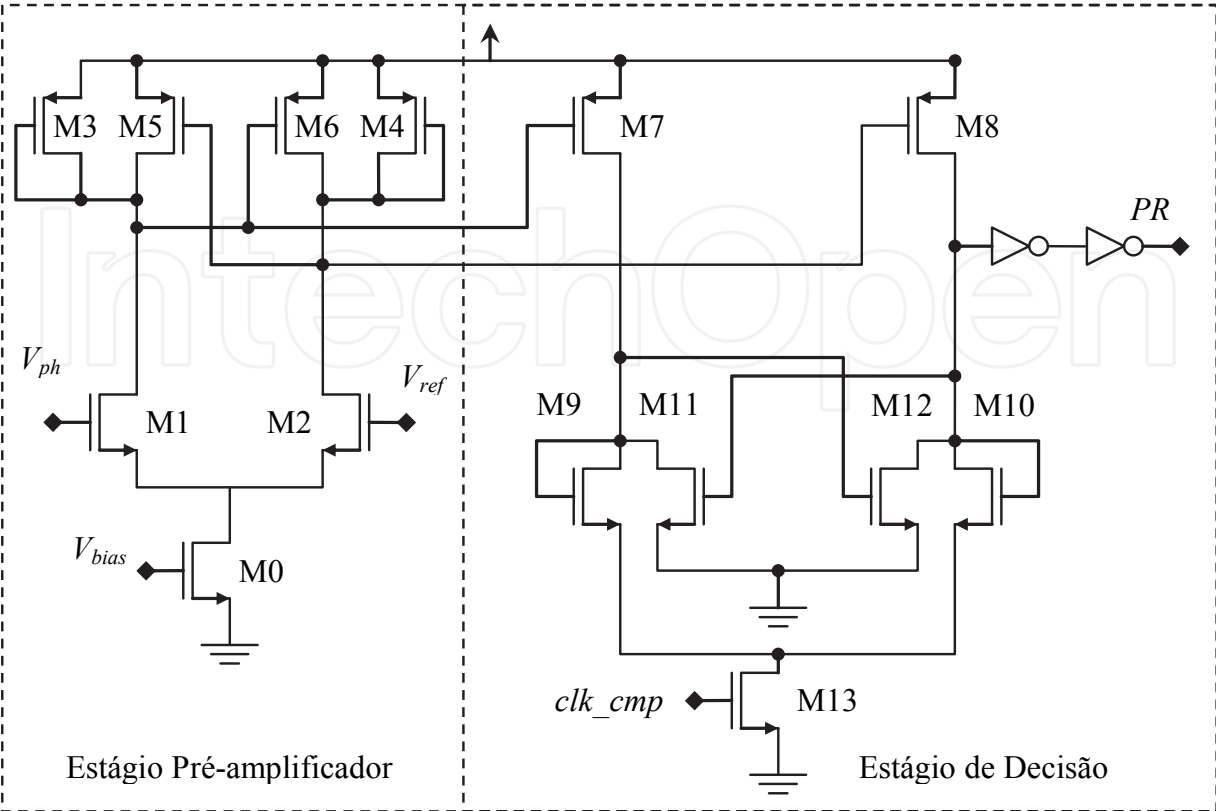 M3 M5 M6 M4 M7 M8
PR
IntechOpen
V_ph
V_ref
M1 M2
M9 M11 M12 M10
V_bias
M0
clk_cmp
M13
Estágio Pré-amplificador
Estágio de Decisão